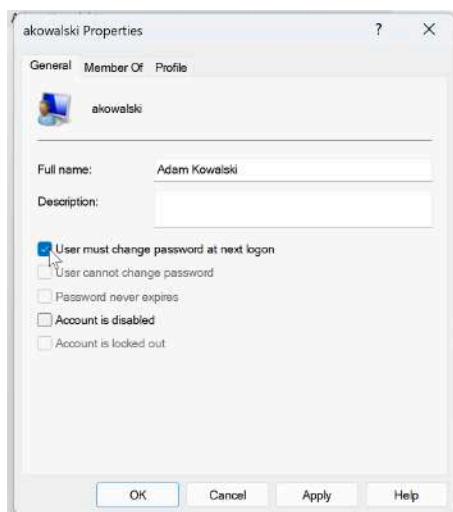 akowalski Properties
?
General Member Of Profile
akowalski
Full name: Adam Kowalski
Description:
User must change password at next logon
User cannot change password
Password never expires
Account is disabled
Account is locked out
OK Cancel Apply Help